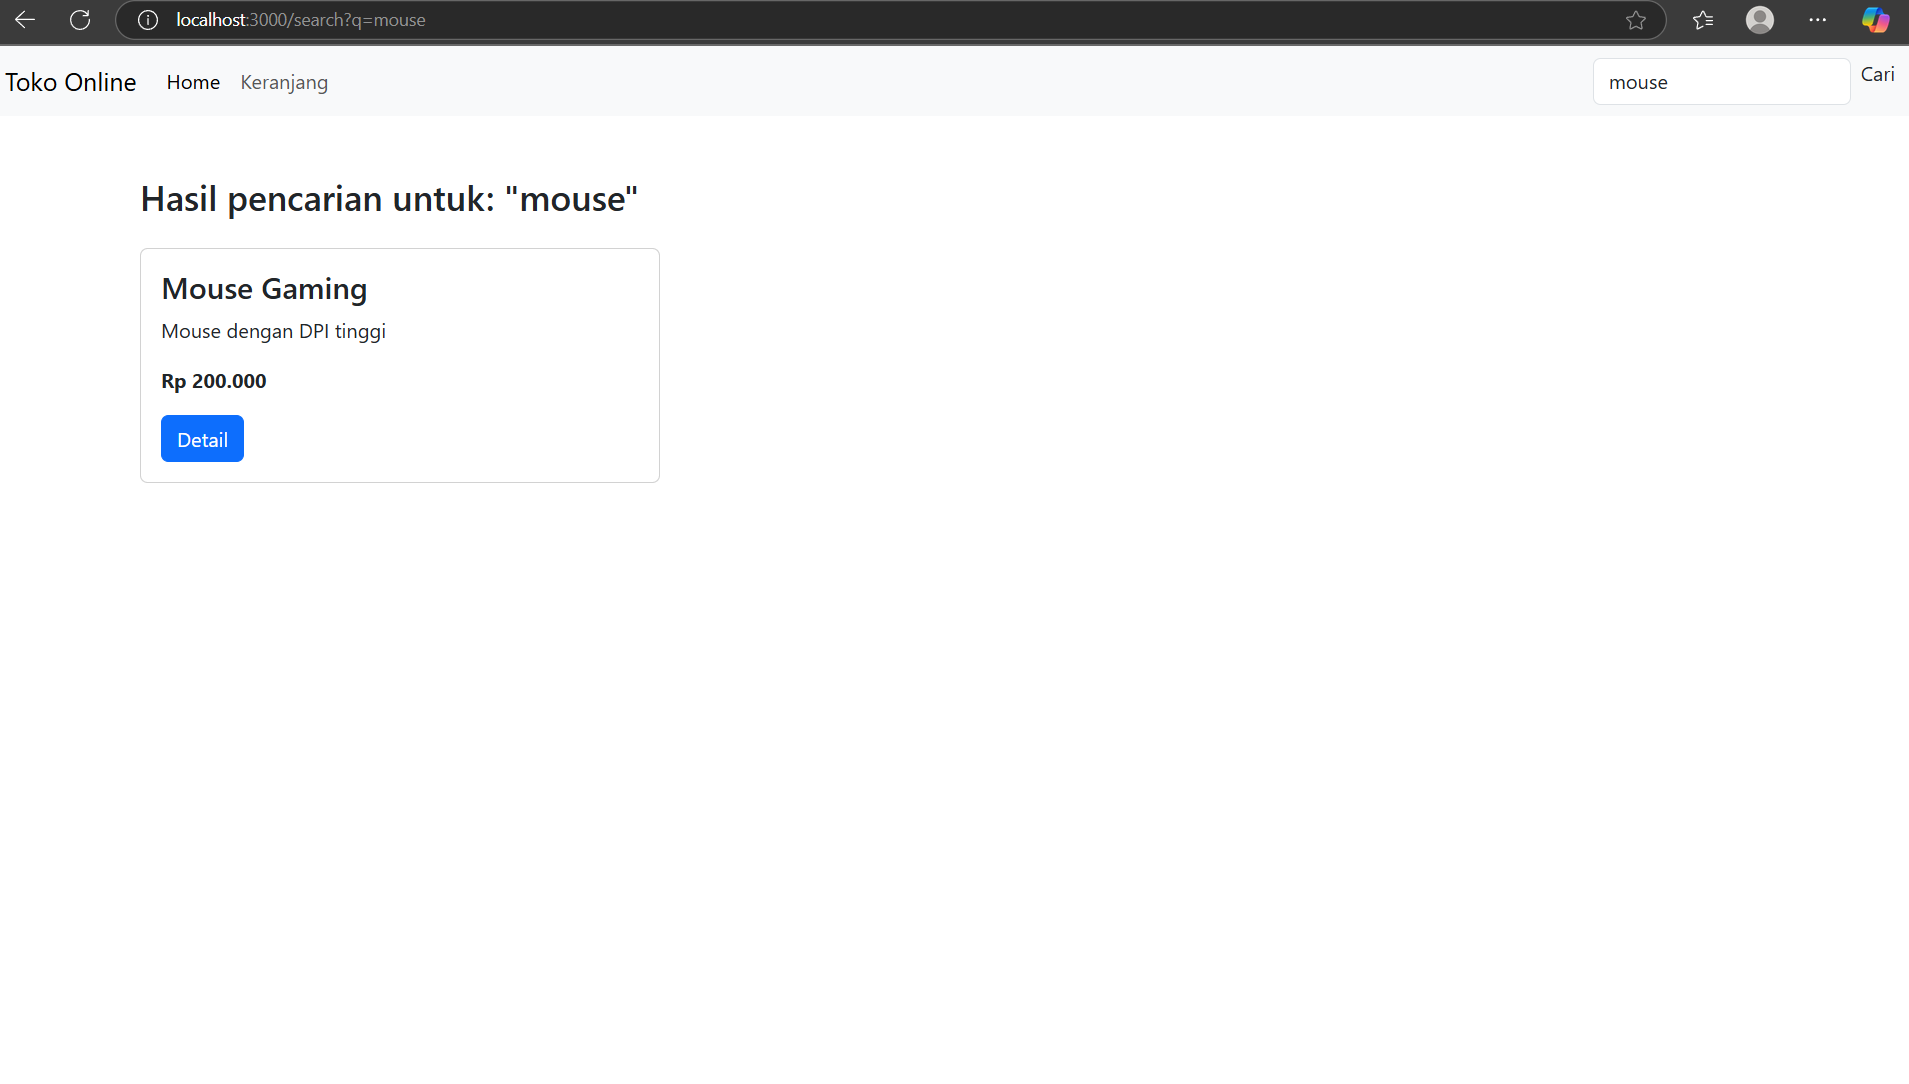 localhost:3000/search?q=mouse
Toko Online Home Keranjang mouse Cari
Hasil pencarian untuk: "mouse"
Mouse Gaming
Mouse dengan DPI tinggi
Rp 200.000
Detail